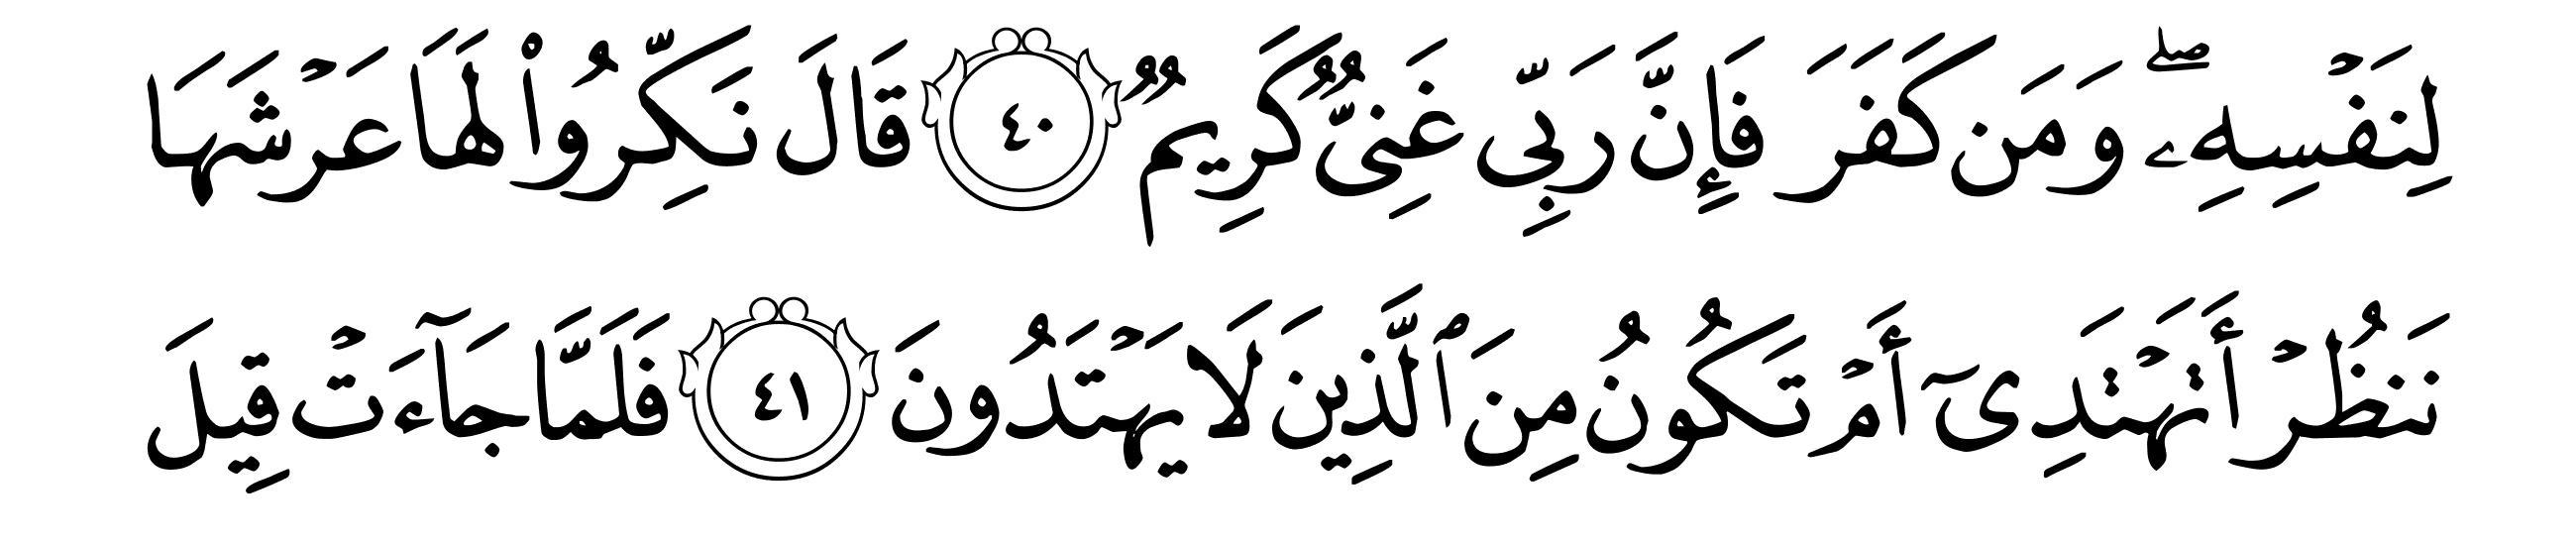 لِنَفۡسِهِۦۖ وَمَن كَفَرَ فَإِنَّ رَبِّي غَنِيّٞ كَرِيمٞ ٤٠ قَالَ نَكِّرُواْ لَهَا عَرۡشَهَا
نَنظُرۡ أَتَهۡتَدِيٓ أَمۡ تَكُونُ مِنَ ٱلَّذِينَ لَا يَهۡتَدُونَ ٤١ فَلَمَّا جَآءَتۡ قِيلَ